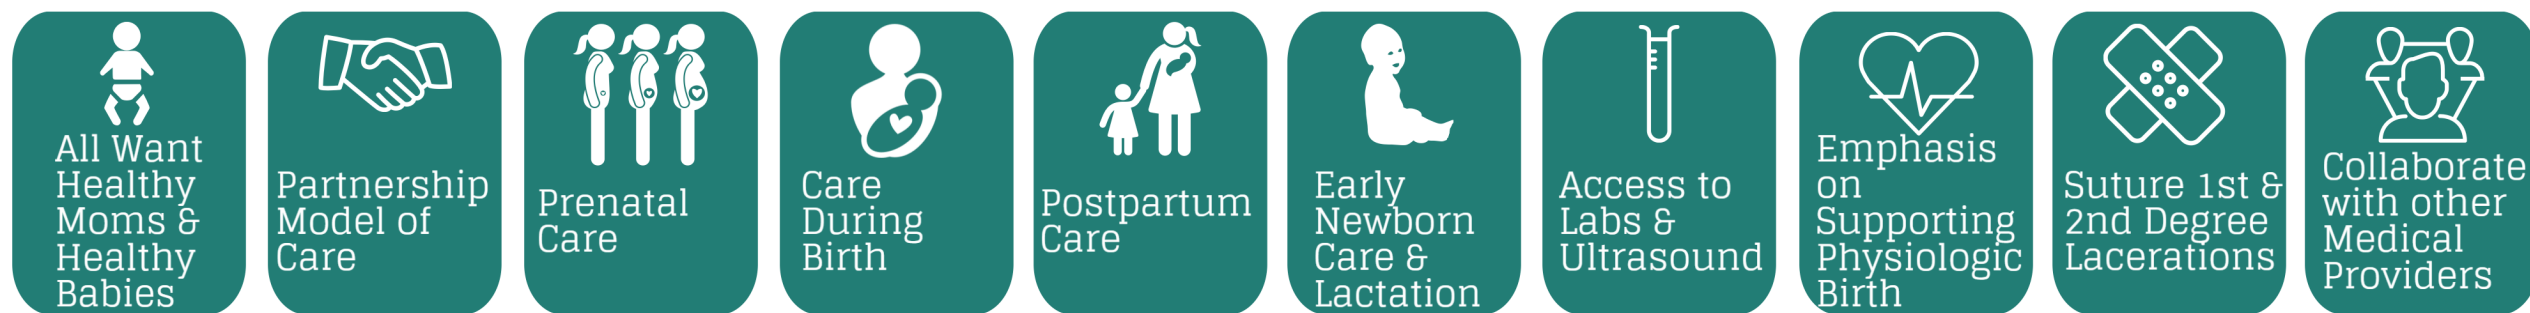 All Want
Healthy
Moms &
Healthy
Babies
Partnership
Model of
Care
Prenatal
Care
Care
During
Birth
Postpartum
Care
Early
Newborn
Care &
Lactation
Access to
Labs &
Ultrasound
Emphasis
on
Supporting
Physiologic
Birth
Suture 1st &
2nd Degree
Lacerations
Collaborate
with other
Medical
Providers